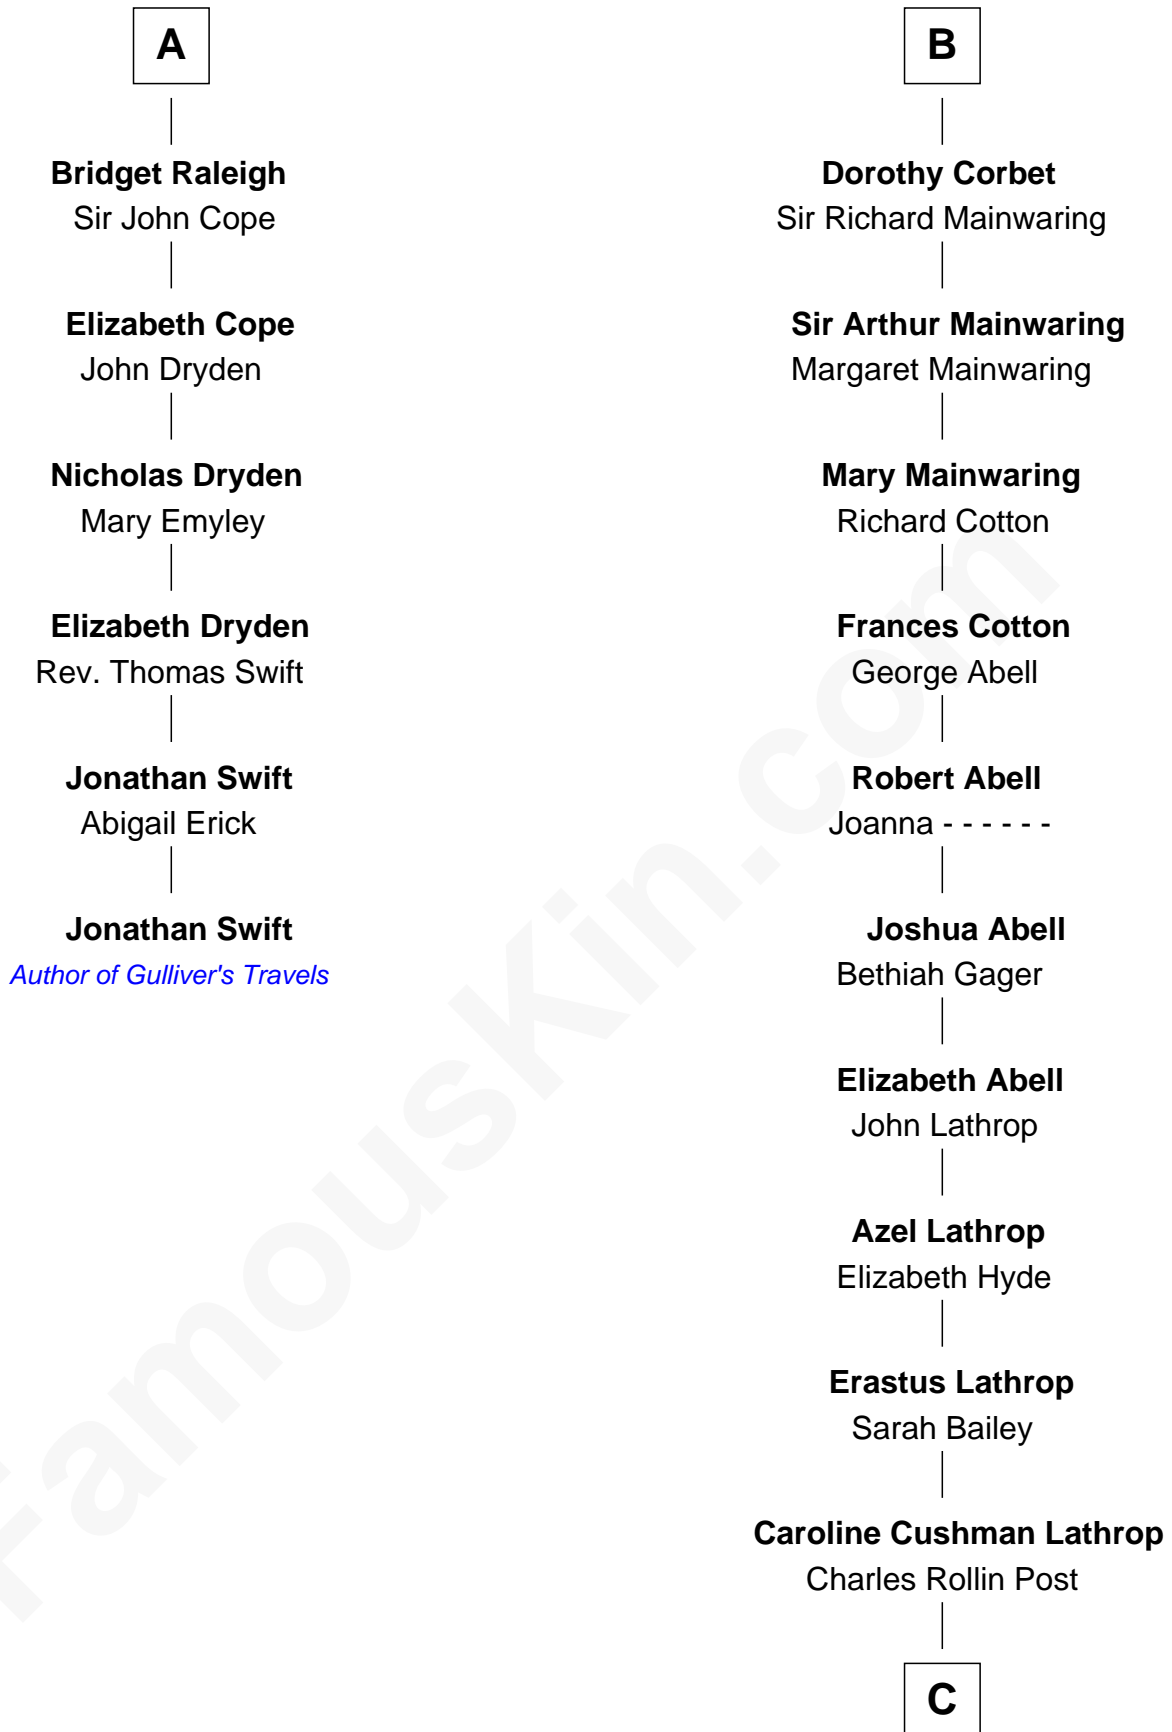 A
Bridget Raleigh
Sir John Cope
Elizabeth Cope
John Dryden
Nicholas Dryden
Mary Emyley
Elizabeth Dryden
Rev. Thomas Swift
Jonathan Swift
Abigail Erick
Jonathan Swift
Author of Gulliver's Travels
B
Dorothy Corbet
Sir Richard Mainwaring
Sir Arthur Mainwaring
Margaret Mainwaring
Mary Mainwaring
Richard Cotton
Frances Cotton
George Abell
Robert Abell
Joanna - - - - - -
Joshua Abell
Bethiah Gager
Elizabeth Abell
John Lathrop
Azel Lathrop
Elizabeth Hyde
Erastus Lathrop
Sarah Bailey
Caroline Cushman Lathrop
Charles Rollin Post
C
FamousKin.com